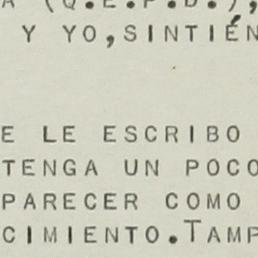 A (Q.E.P.D.),
Y YO,SINTIÉN
E LE ESCRIBO
TENGA UN POCO
PARECER COMO
CIMIENTO.TAMP